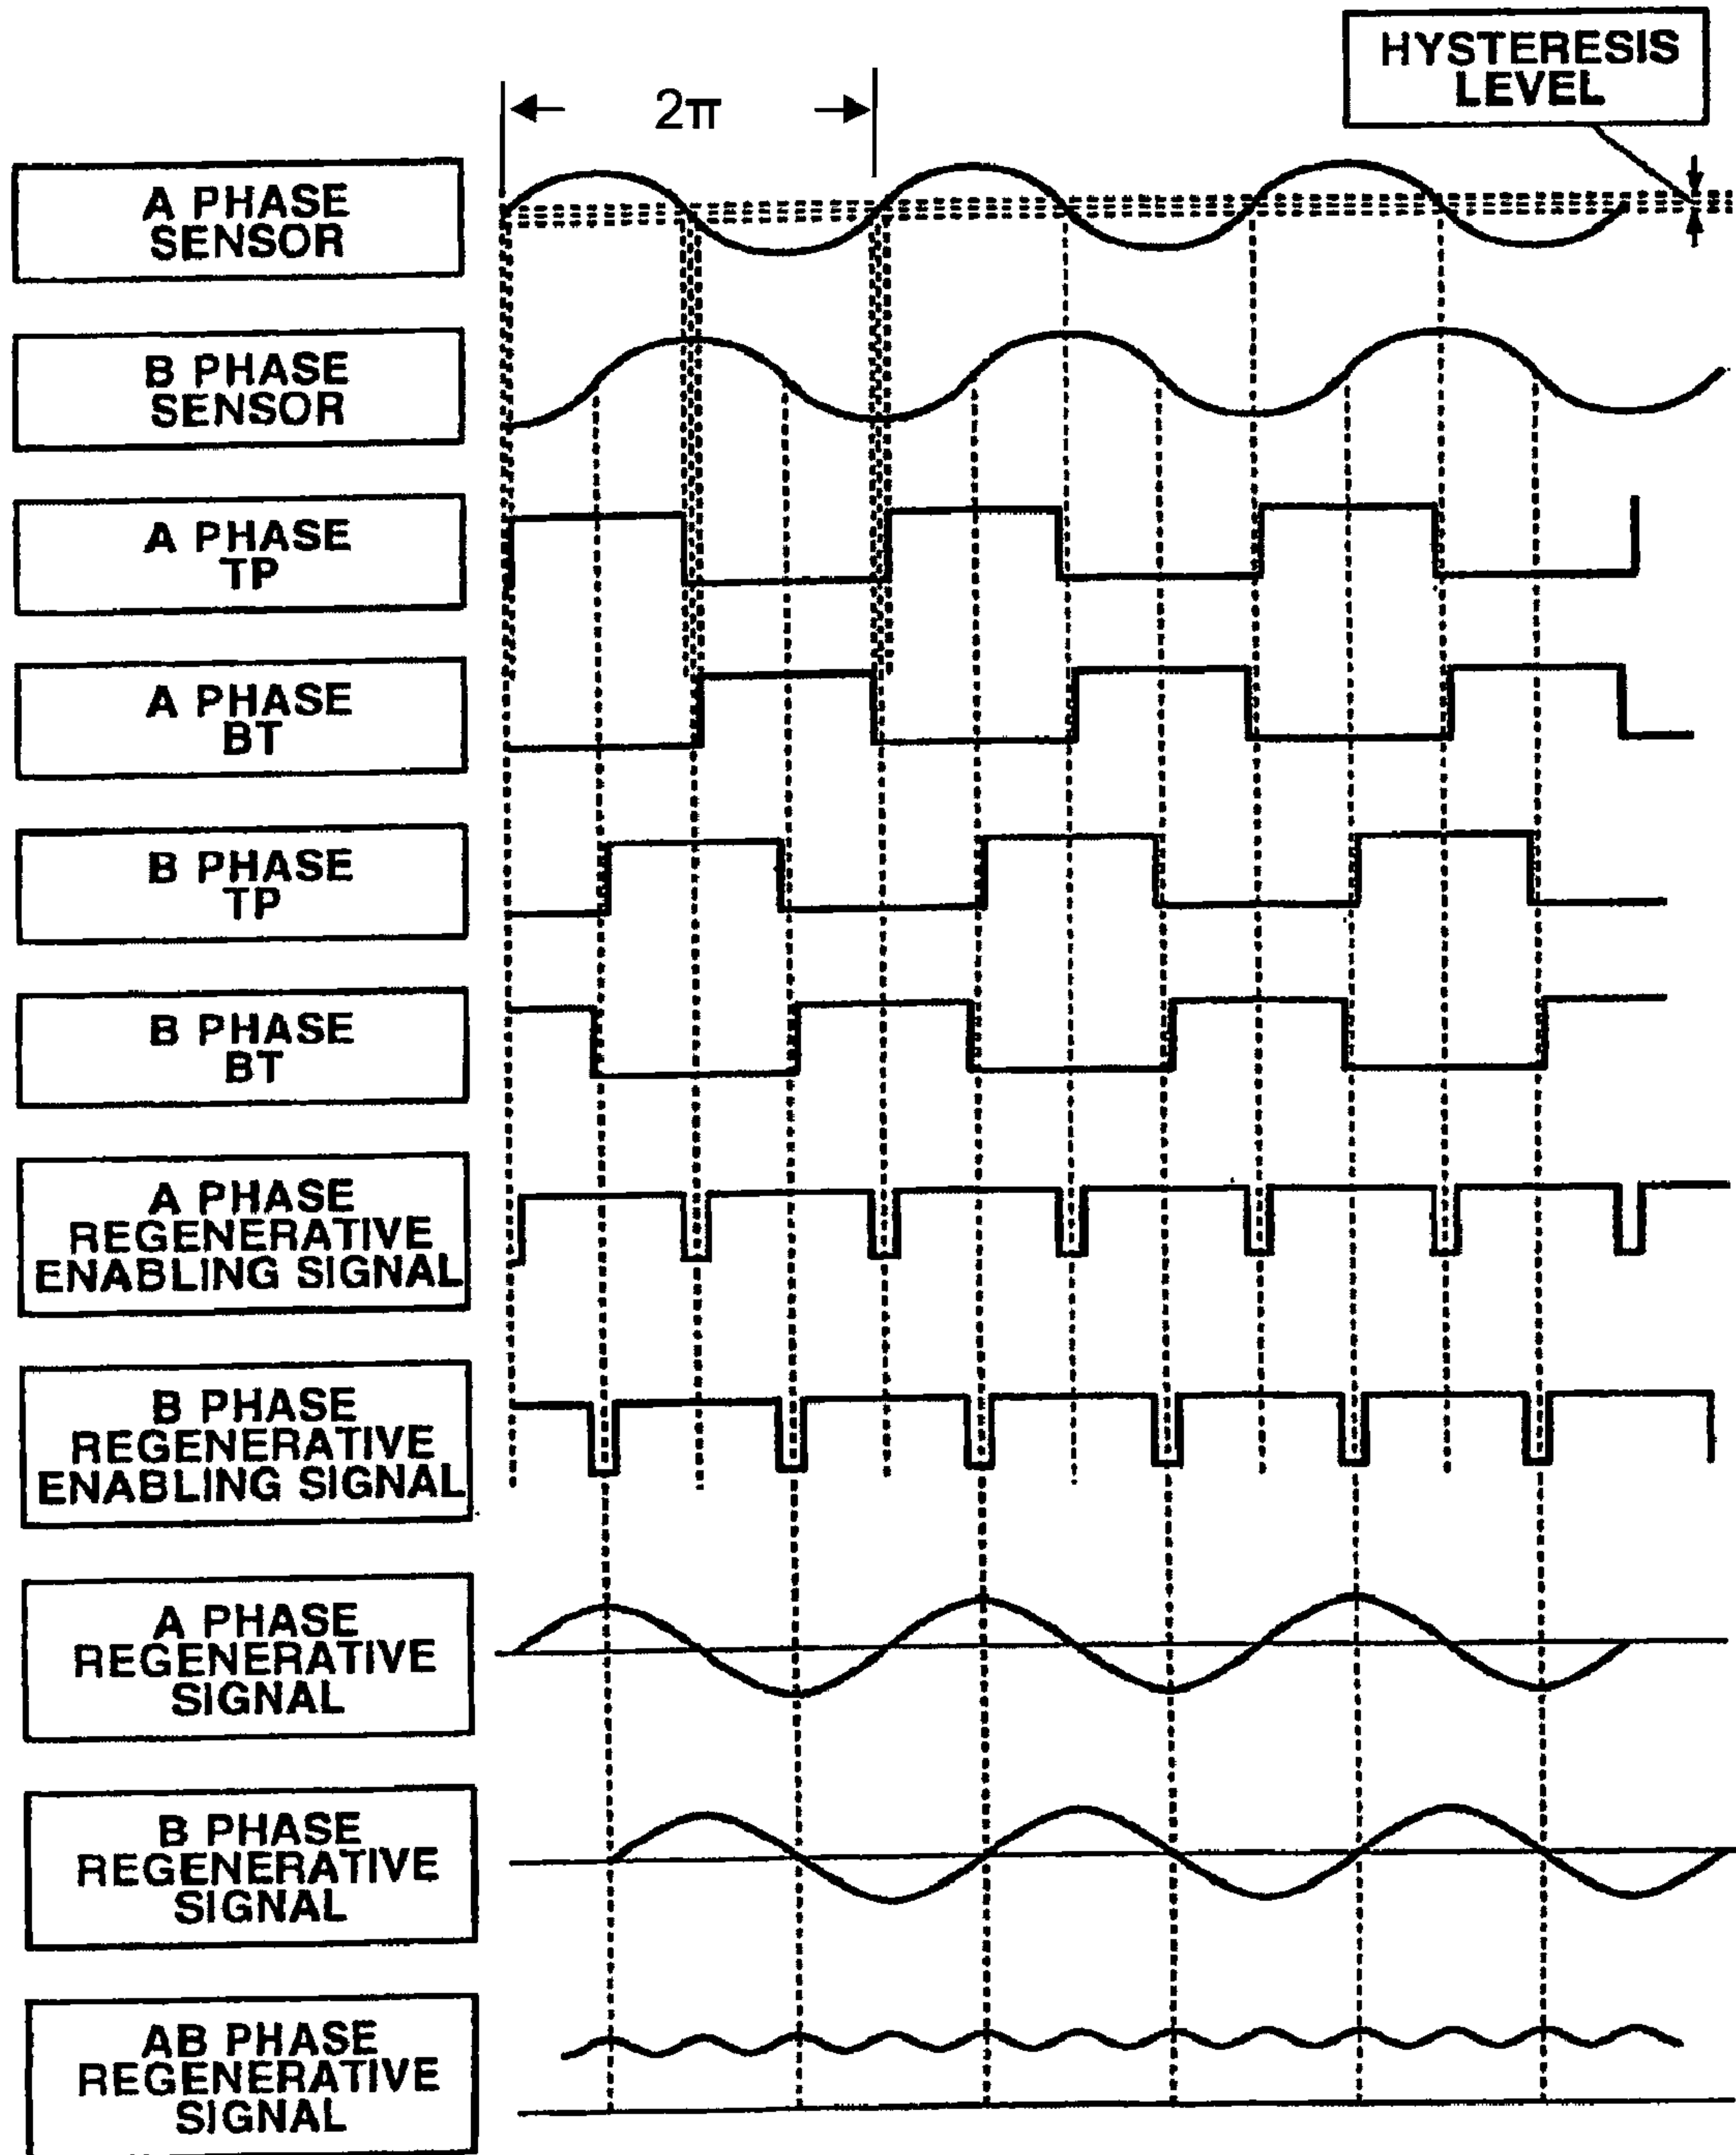 HYSTERESIS
LEVEL
2π
A PHASE
SENSOR
B PHASE
SENSOR
A PHASE
TP
A PHASE
BT
B PHASE
TP
B PHASE
BT
A PHASE
REGENERATIVE
ENABLING SIGNAL
B PHASE
REGENERATIVE
ENABLING SIGNAL
A PHASE
REGENERATIVE
SIGNAL
B PHASE
REGENERATIVE
SIGNAL
AB PHASE
REGENERATIVE
SIGNAL